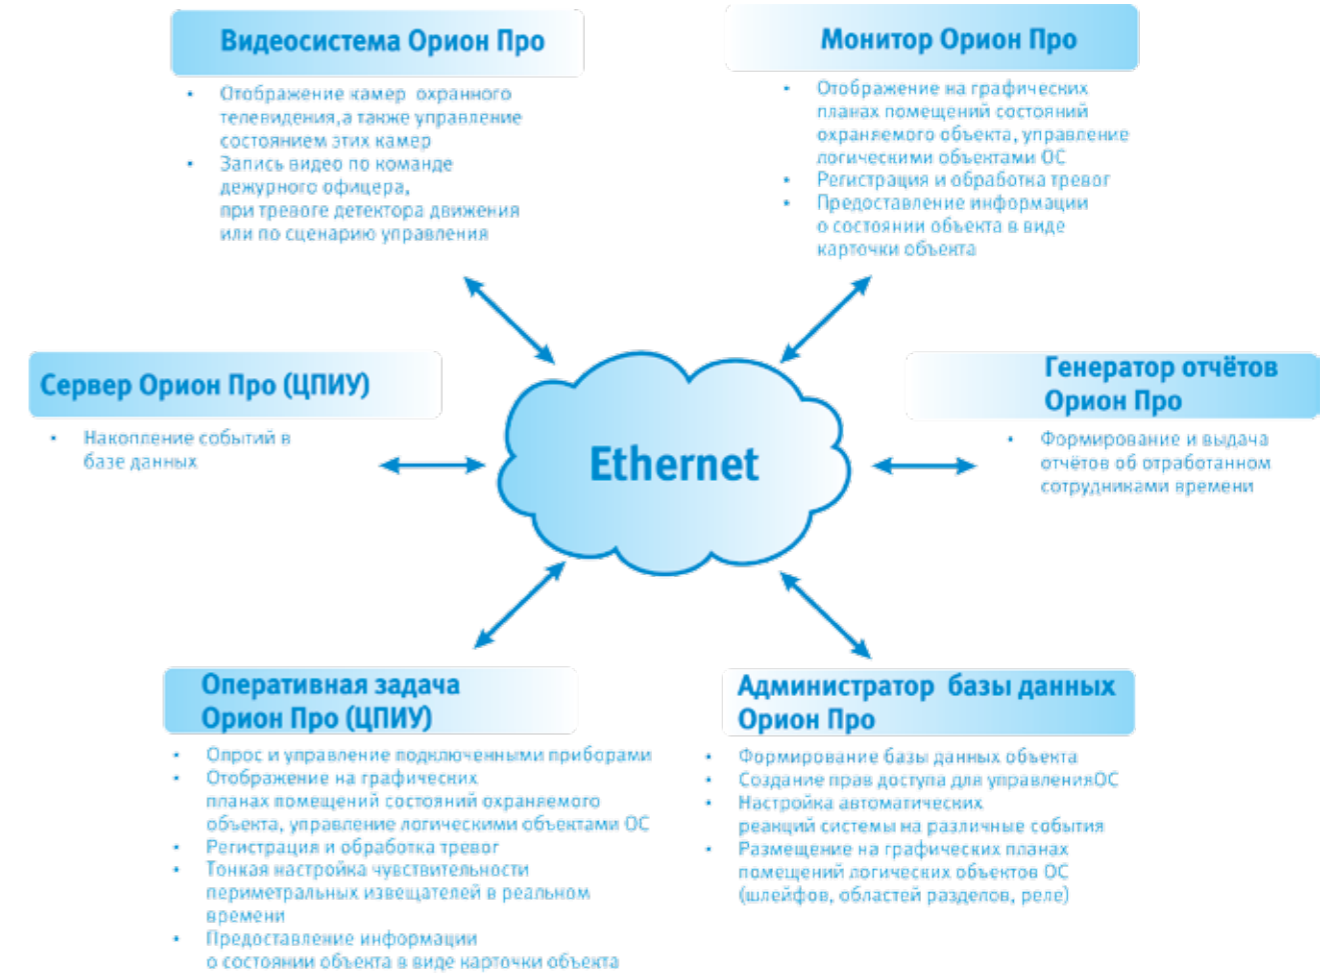 Видеосистема Орион Про
• Отображение камер охранного
телевидения,а также управление
состоянием этих камер
• Запись видео по команде
дежурного офицера,
при тревоге детектора движения
или по сценарию управления
Монитор Орион Про
• Отображение на графических
планах помещений состояний
охраняемого объекта, управление
логическими объектами ОС
• Регистрация и обработка тревог
• Предоставление информации
о состоянии объекта в виде
карточки объекта
Сервер Орион Про (ЦПИУ)
• Накопление событий в
базе данных
Ethernet
Генератор отчётов
Орион Про
• Формирование и выдача
отчётов об отработанном
сотрудниками времени
Оперативная задача
Орион Про (ЦПИУ)
• Опрос и управление подключенными приборами
• Отображение на графических
планах помещений состояний охраняемого
объекта, управление логическими объектами ОС
• Регистрация и обработка тревог
• Тонкая настройка чувствительности
периметральных извещателей в реальном
времени
• Предоставление информации
о состоянии объекта в виде карточки объекта
Администратор базы данных
Орион Про
• Формирование базы данных объекта
• Создание прав доступа для управленияОС
• Настройка автоматических
реакций системы на различные события
• Размещение на графических планах
помещений логических объектов ОС
(шлейфов, областей разделов, реле)